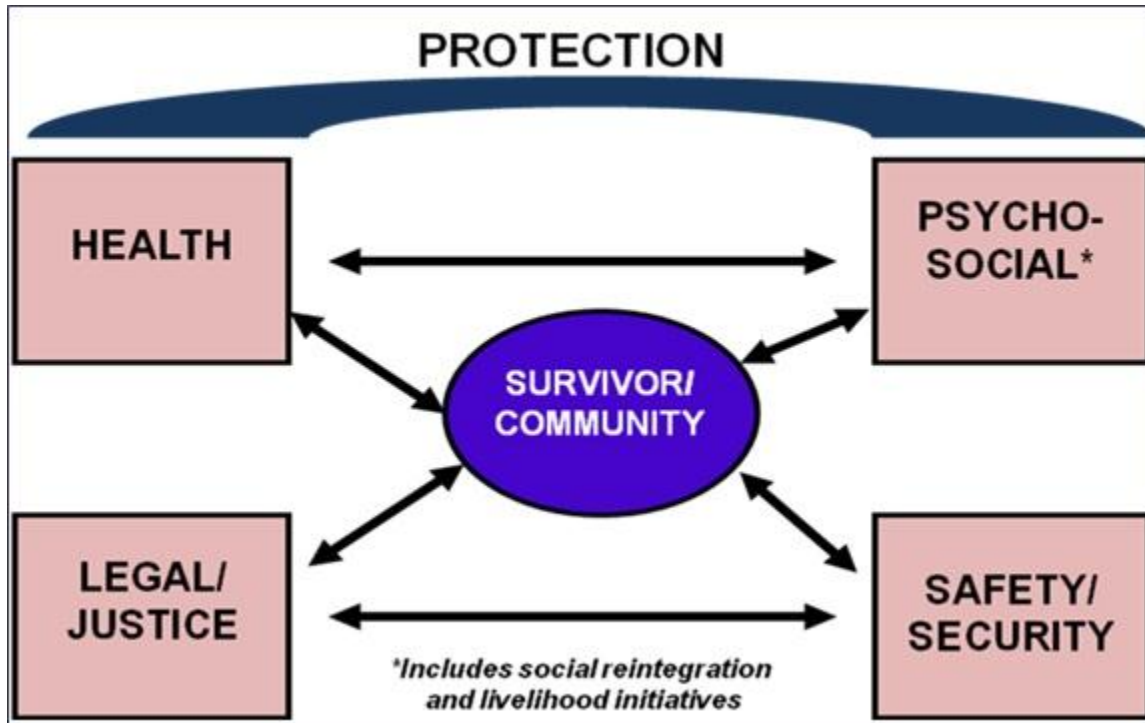 PROTECTION
HEALTH
PSYCHO-
SOCIAL*
SURVIVOR/
COMMUNITY
LEGAL/
JUSTICE
SAFETY/
SECURITY
*Includes social reintegration
and livelihood initiatives